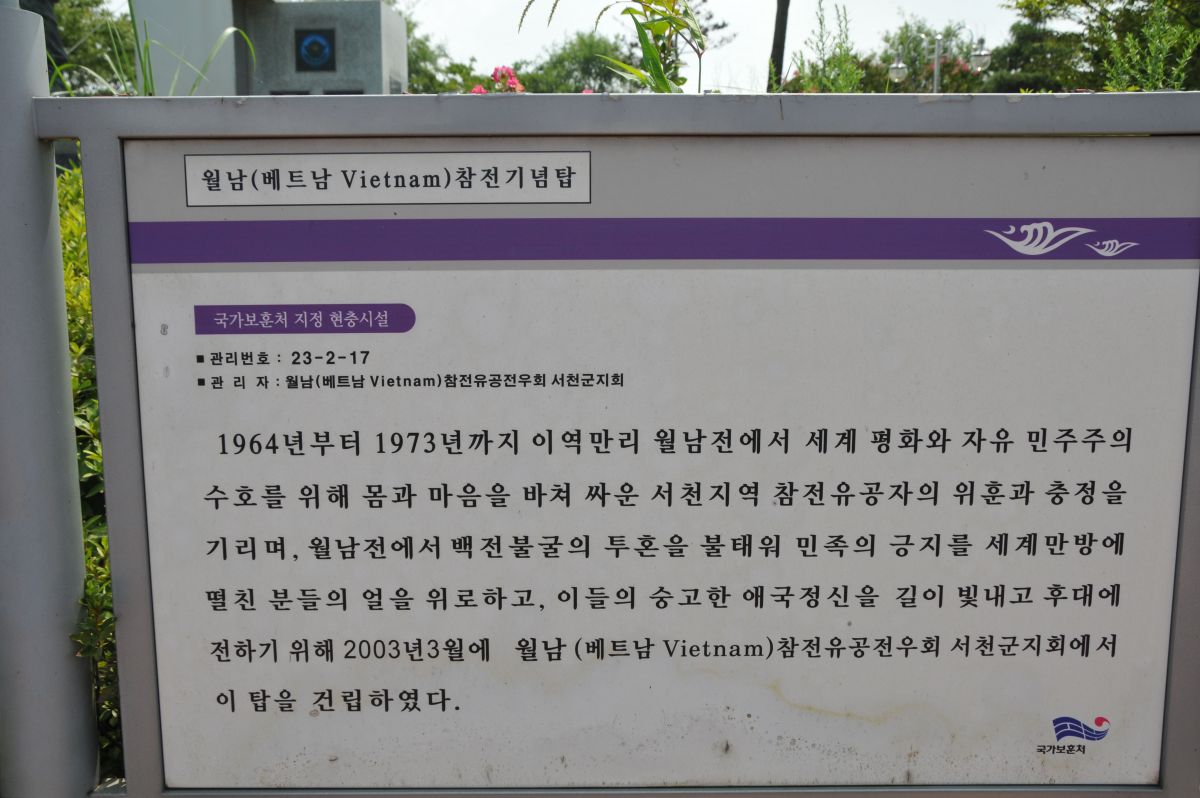 월남(베트남 Vietnam)참전기념탑
국가보훈처 지정 현충시설
■ 관리번호 : 23-2-17
■ 관 리 자 : 월남(베트남 Vietnam)참전유공전우회 서천군지회
1964년부터 1973년까지 이역만리 월남전에서 세계 평화와 자유 민주주의
수호를 위해 몸과 마음을 바쳐 싸운 서천지역 참전유공자의 위훈과 충정을
기리며, 월남전에서 백전불굴의 투혼을 불태워 민족의 긍지를 세계만방에
떨친 분들의 얼을 위로하고, 이들의 숭고한 애국정신을 길이 빛내고 후대에
전하기 위해 2003년3월에 월남 (베트남 Vietnam)참전유공전우회 서천군지회에서
이 탑을 건립하였다.
국가보훈처